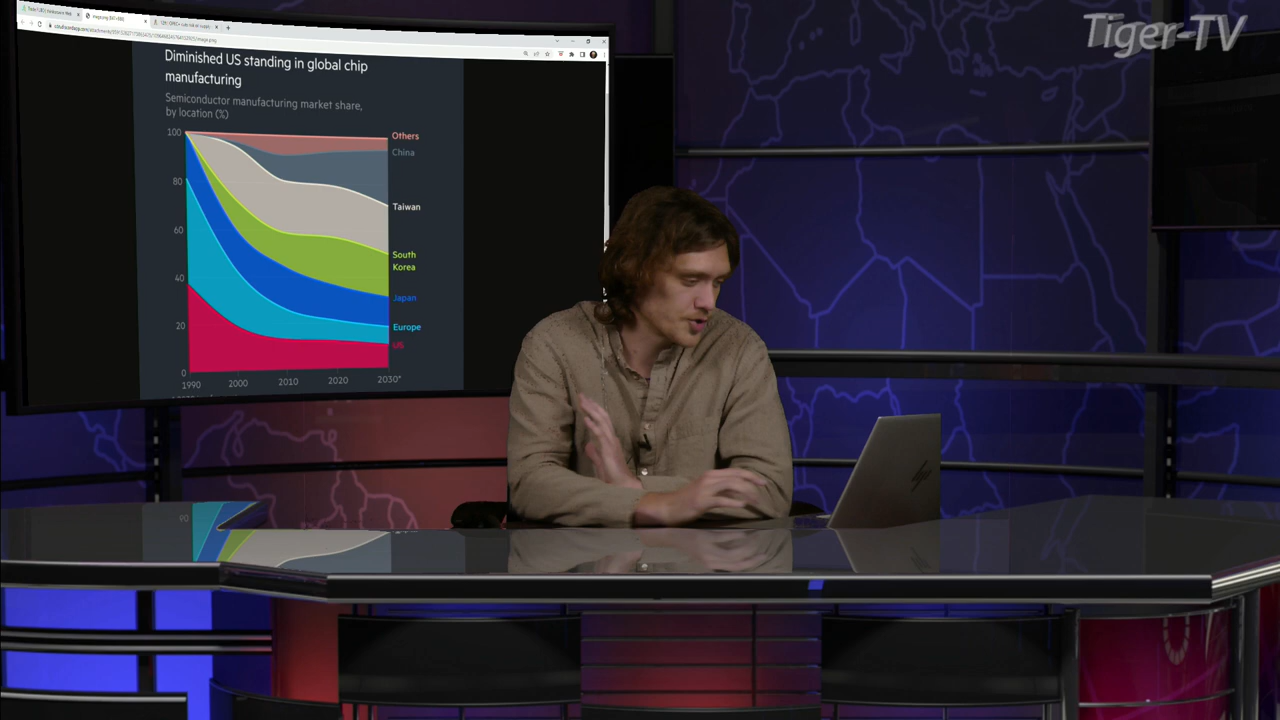 Tiger-TV
Diminished US standing in global chip
manufacturing
Semiconductor manufacturing market share,
by location (%)
100
80
60
40
20
0
1990
2000
2010
2020
2030*
Others
China
Taiwan
South
Korea
Japan
Europe
US
hp